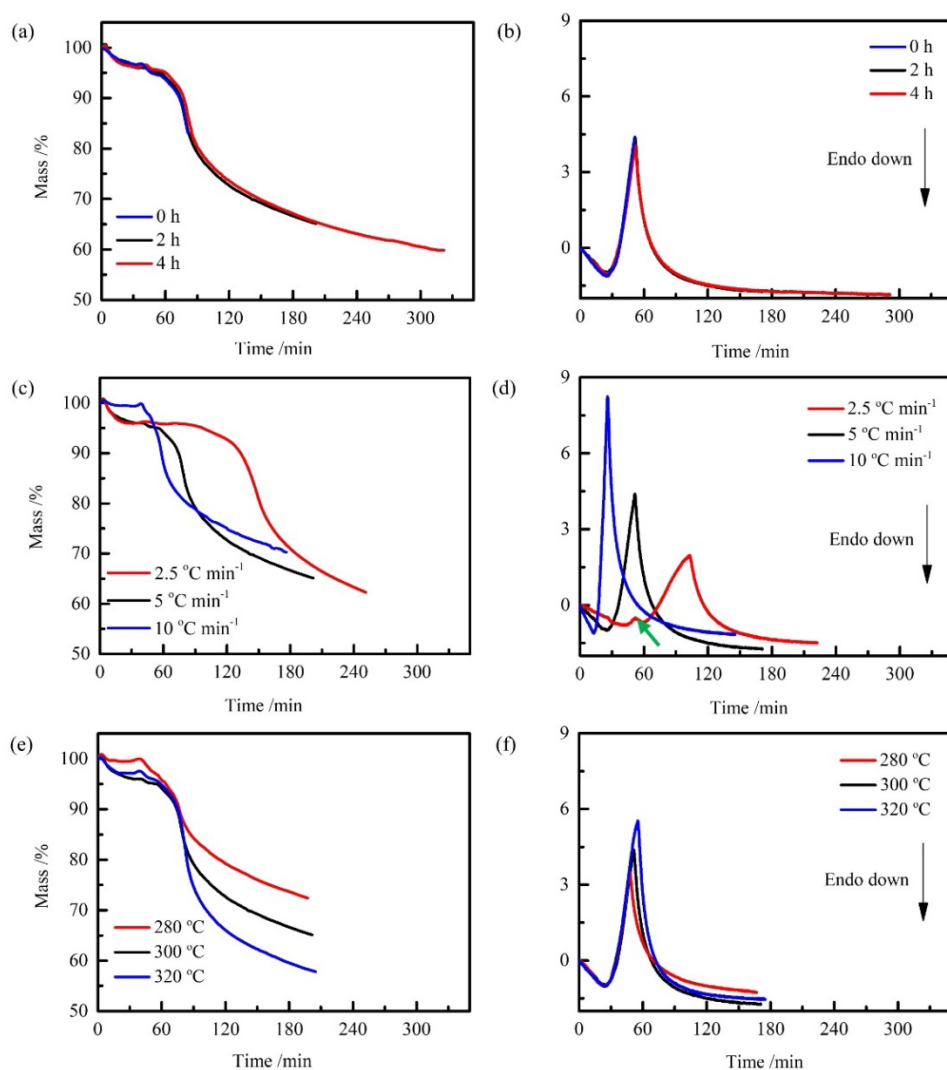 (a)
100
90
80
70
60
50
Mass /%
0 h
2 h
4 h
0 60 120 180 240 300
Time /min
(b)
9
6
3
0
0 h
2 h
4 h
Endo down
0 60 120 180 240 300
Time /min
(c)
100
90
80
70
60
50
Mass /%
2.5 °C min-1
5 °C min-1
10 °C min-1
0 60 120 180 240 300
Time /min
(d)
9
6
3
0
2.5 °C min-1
5 °C min-1
10 °C min-1
Endo down
0 60 120 180 240 300
Time /min
(e)
100
90
80
70
60
50
Mass /%
280 °C
300 °C
320 °C
0 60 120 180 240 300
Time /min
(f)
9
6
3
0
280 °C
300 °C
320 °C
Endo down
0 60 120 180 240 300
Time /min